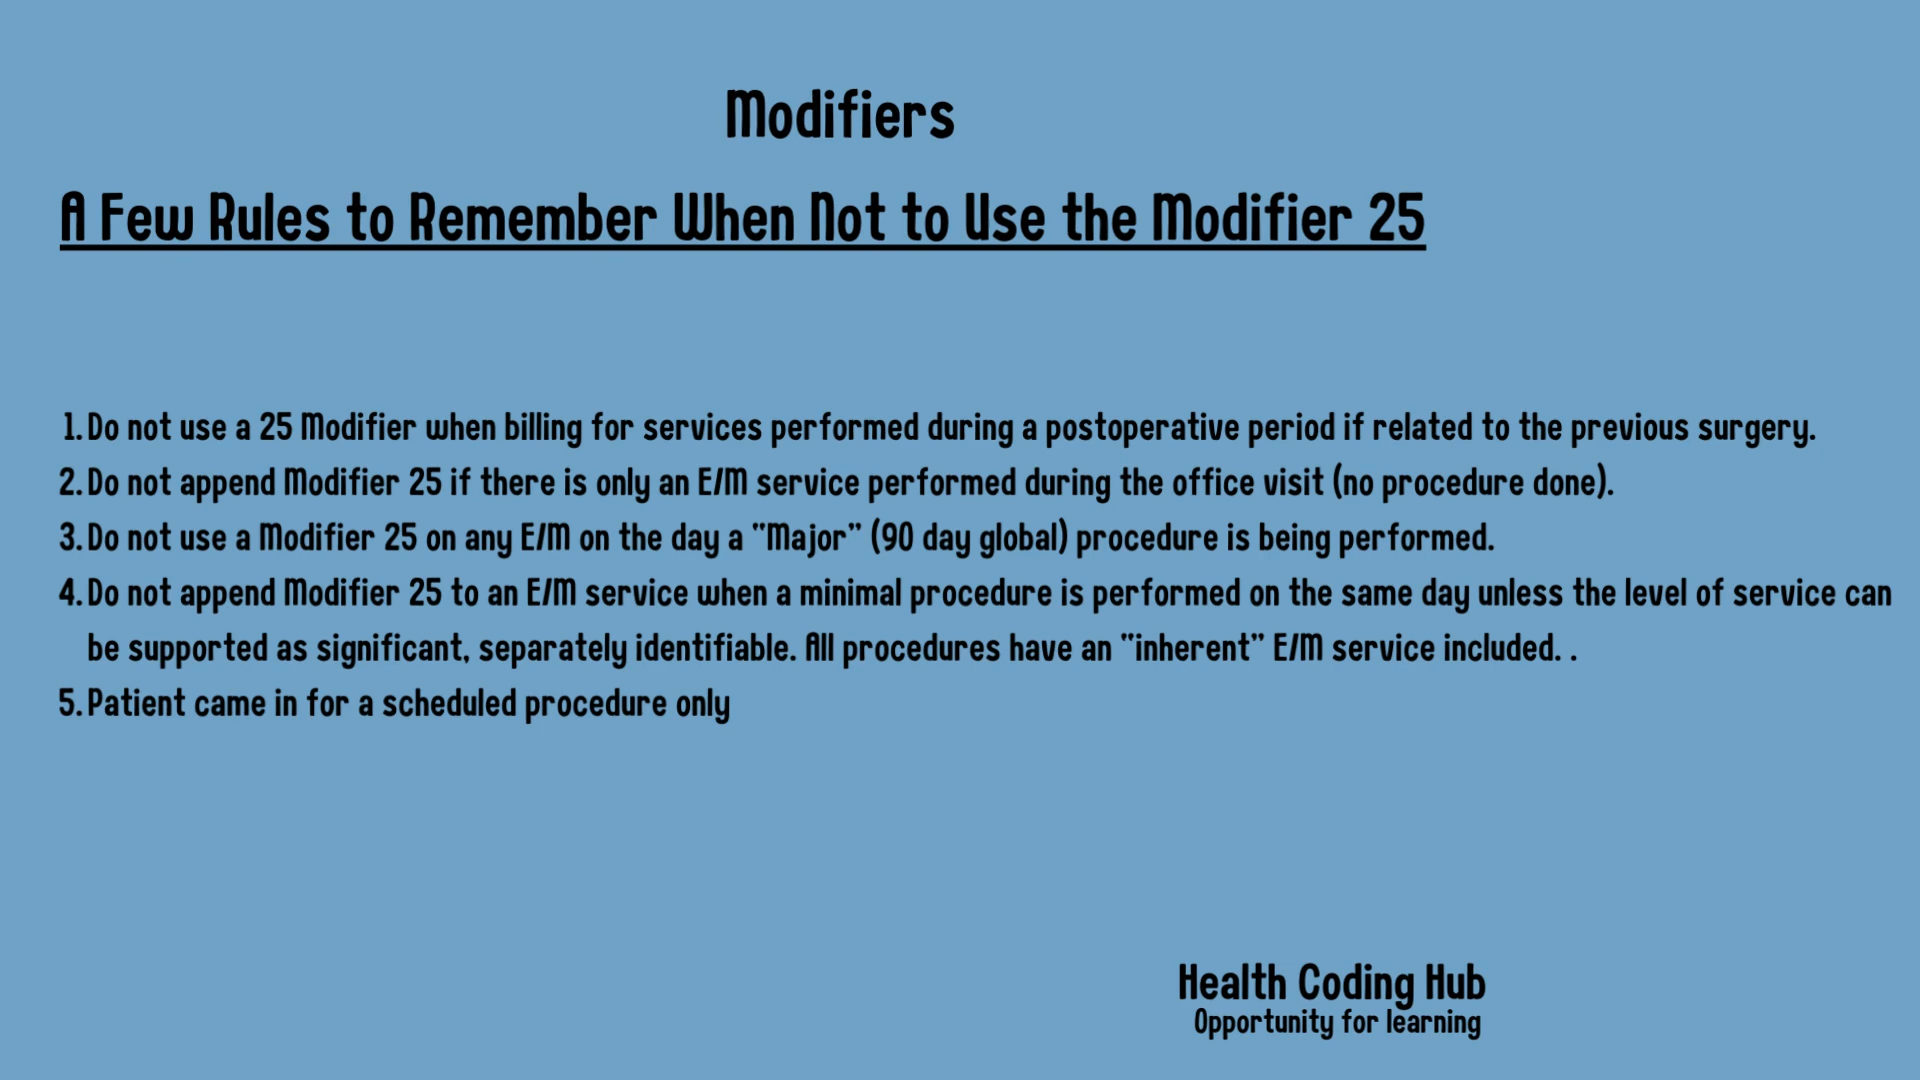 Modifiers
A Few Rules to Remember When Not to Use the Modifier 25
1. Do not use a 25 Modifier when billing for services performed during a postoperative period if related to the previous surgery.
2. Do not append Modifier 25 if there is only an E/M service performed during the office visit (no procedure done).
3. Do not use a Modifier 25 on any E/M on the day a "Major" (90 day global) procedure is being performed.
4. Do not append Modifier 25 to an E/M service when a minimal procedure is performed on the same day unless the level of service can
be supported as significant, separately identifiable. All procedures have an "inherent" E/M service included. .
5. Patient came in for a scheduled procedure only
Health Coding Hub
Opportunity for learning